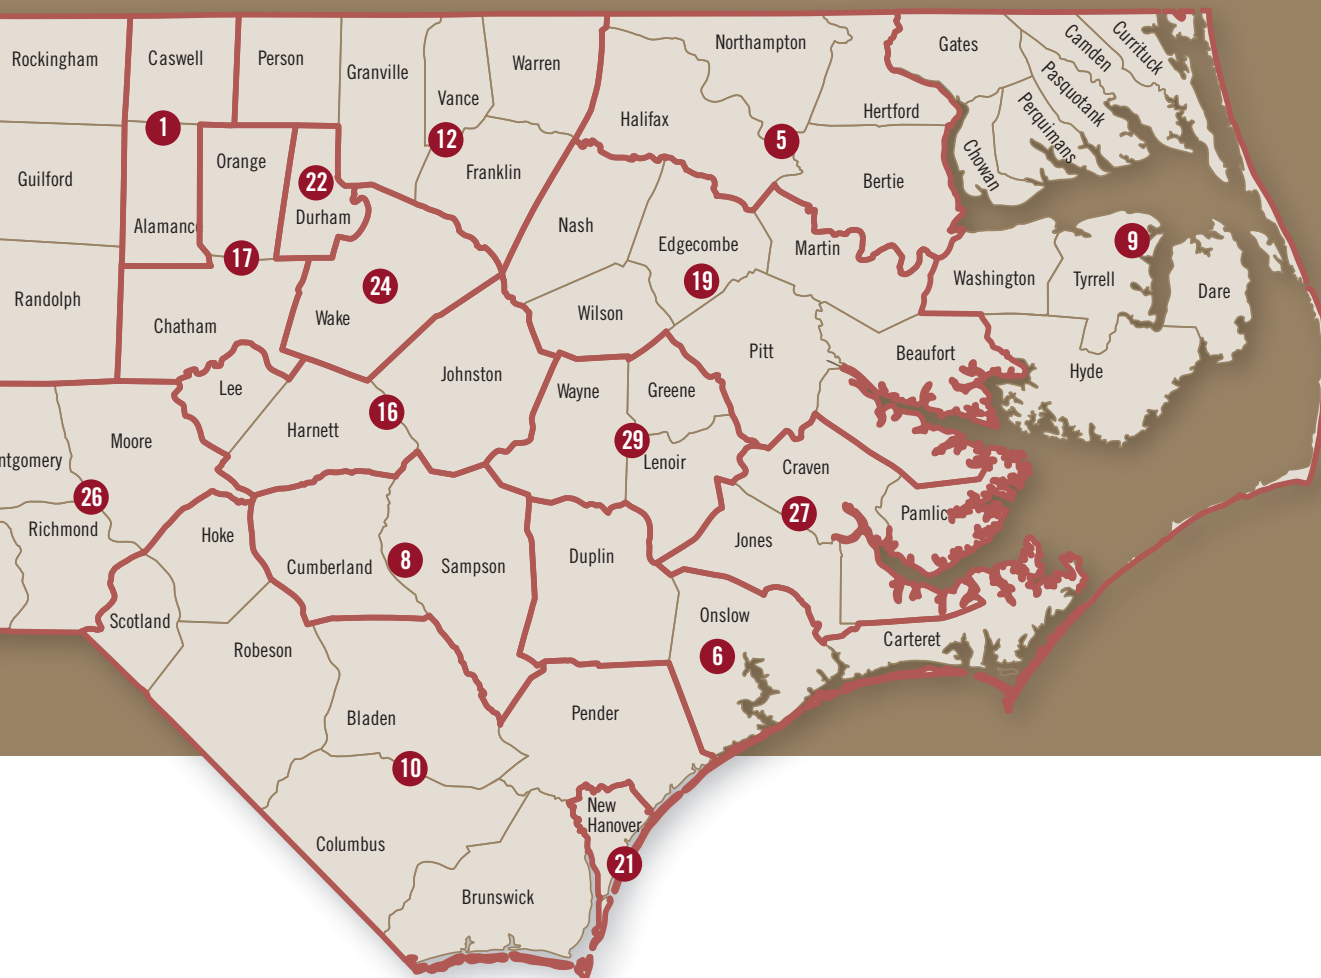 Rockingham
Caswell
Person
Granville
Vance
Warren
Northampton
Gates
Camden
Currituck
Pasquotank
Perquimans
Chowan
Halifax
Hertford
Bertie
1
12
5
Guilford
Orange
22
Durham
Franklin
Alamance
17
Nash
Edgecombe
19
Martin
9
Washington
Tyrrell
Dare
Randolph
24
Wake
Chatham
Wilson
Pitt
Beaufort
Hyde
Lee
Johnston
Wayne
Greene
16
Harnett
29
Lenoir
Moore
ntgomery
26
Richmond
Hoke
Craven
27
Pamlic
Jones
Cumberland
8
Sampson
Duplin
Scotland
Onslow
6
Carteret
Robeson
Bladen
Pender
10
New
Hanover
21
Columbus
Brunswick